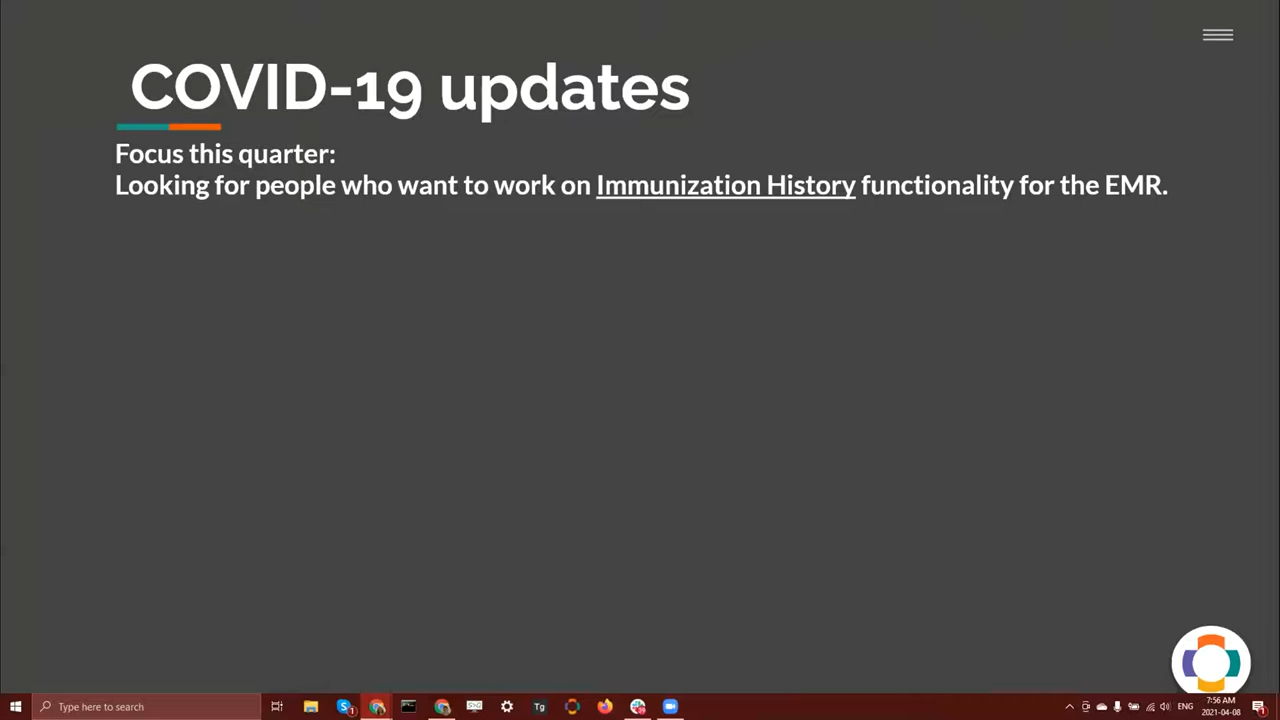 COVID-19 updates
Focus this quarter:
Looking for people who want to work on Immunization History functionality for the EMR.
Type here to search
Tg
ENG
7:56 AM
2021-04-08